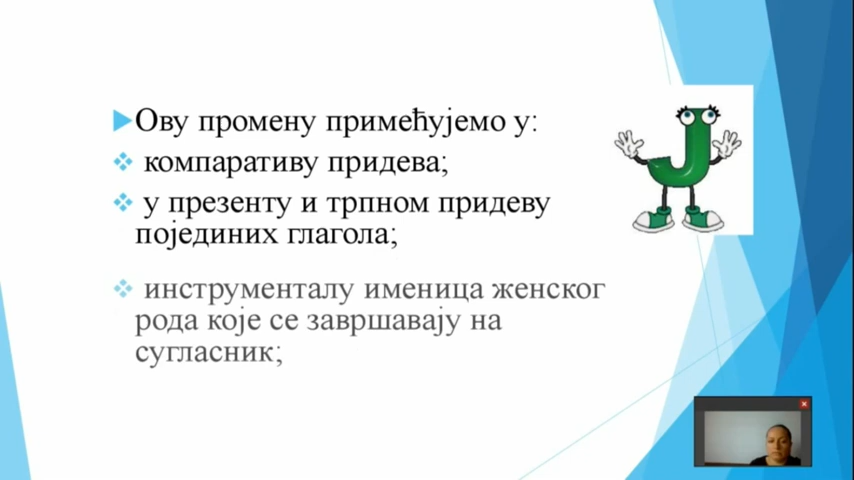 Ову промену примећујемо у:
компаративу придева;
у презенту и трпном придеву
појединих глагола;
инструменталу именица женског
рода које се завршавају на
сугласник;